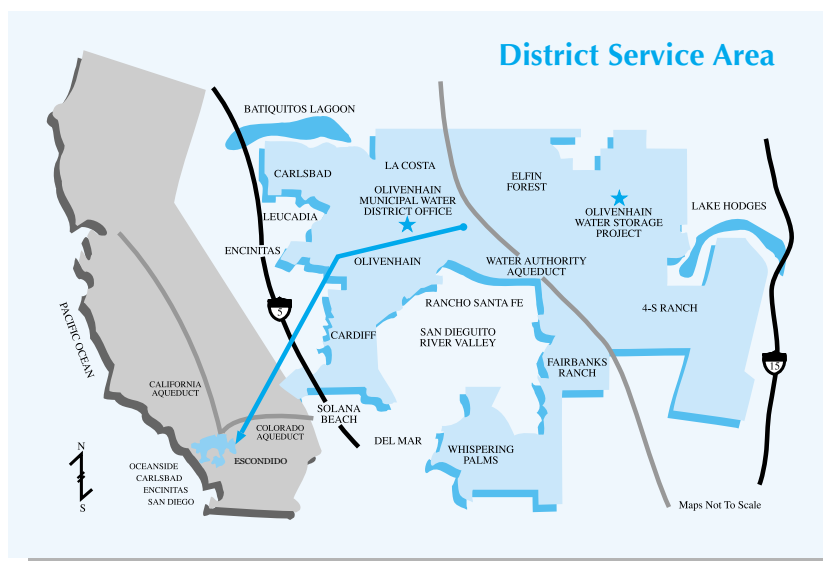 District Service Area
BATIQUITOS LAGOON
CARLSBAD
LA COSTA
ELFIN
FOREST
OLIVENHAIN
MUNICIPAL WATER
DISTRICT OFFICE
LEUCADIA
OLIVENHAIN
WATER STORAGE
PROJECT
LAKE HODGES
ENCINITAS
OLIVENHAIN
WATER AUTHORITY
AQUEDUCT
RANCHO SANTA FE
5
4-S RANCH
PACIFIC OCEAN
CARDIFF
SAN DIEGUITO
RIVER VALLEY
FAIRBANKS
RANCH
15
CALIFORNIA
AQUEDUCT
SOLANA
BEACH
COLORADO
AQUEDUCT
DEL MAR
WHISPERING
PALMS
ESCONDIDO
OCEANSIDE
CARLSBAD
ENCINITAS
SAN DIEGO
N
S
Maps Not To Scale